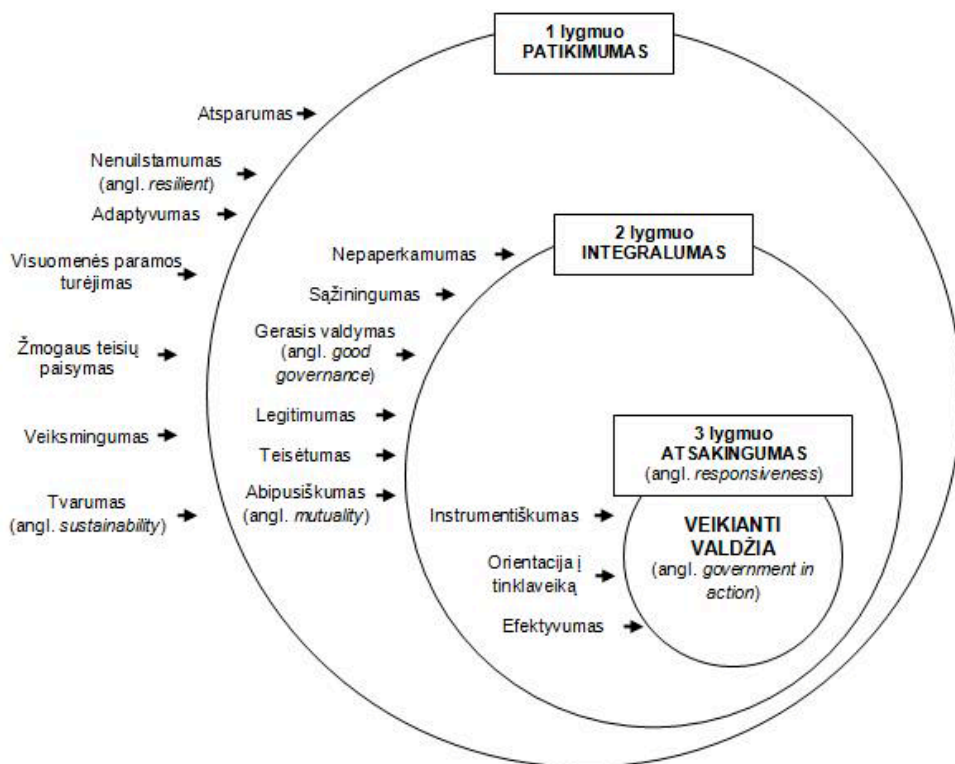 1 lygmuo
PATIKIMUMAS
Atsparumas
Nenuilstamumas
(angl. resilient)
Adaptyvumas
Visuomenės paramos
turėjimas
Žmogaus teisių
paisymas
Veiksmingumas
Tvarumas
(angl. sustainability)
2 lygmuo
INTEGRALUMAS
Nepaperkamumas
Sąžiningumas
Gerasis valdymas
(angl. good
governance)
Legitimumas
Teisėtumas
Abipusiškumas
(angl. mutuality)
3 lygmuo
ATSAKINGUMAS
(angl. responsiveness)
Instrumentiškumas
Orientacija į
tinklaveiką
Efektyvumas
VEIKIANTI
VALDŽIA
(angl. government in
action)